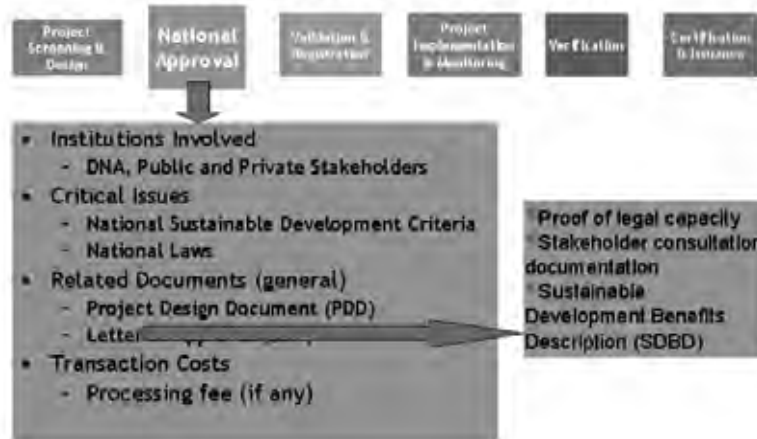 Project
Screening &
Design
National
Approval
Validation &
Registration
Project
Implementation
& Monitoring
Verification
Certification
& Issuance
• Institutions Involved
– DNA, Public and Private Stakeholders
• Critical Issues
– National Sustainable Development Criteria
– National Laws
• Related Documents (general)
– Project Design Document (PDD)
– Letter
• Transaction Costs
– Processing fee (if any)
* Proof of legal capacity
* Stakeholder consultation
documentation
* Sustainable
Development Benefits
Description (SDBD)